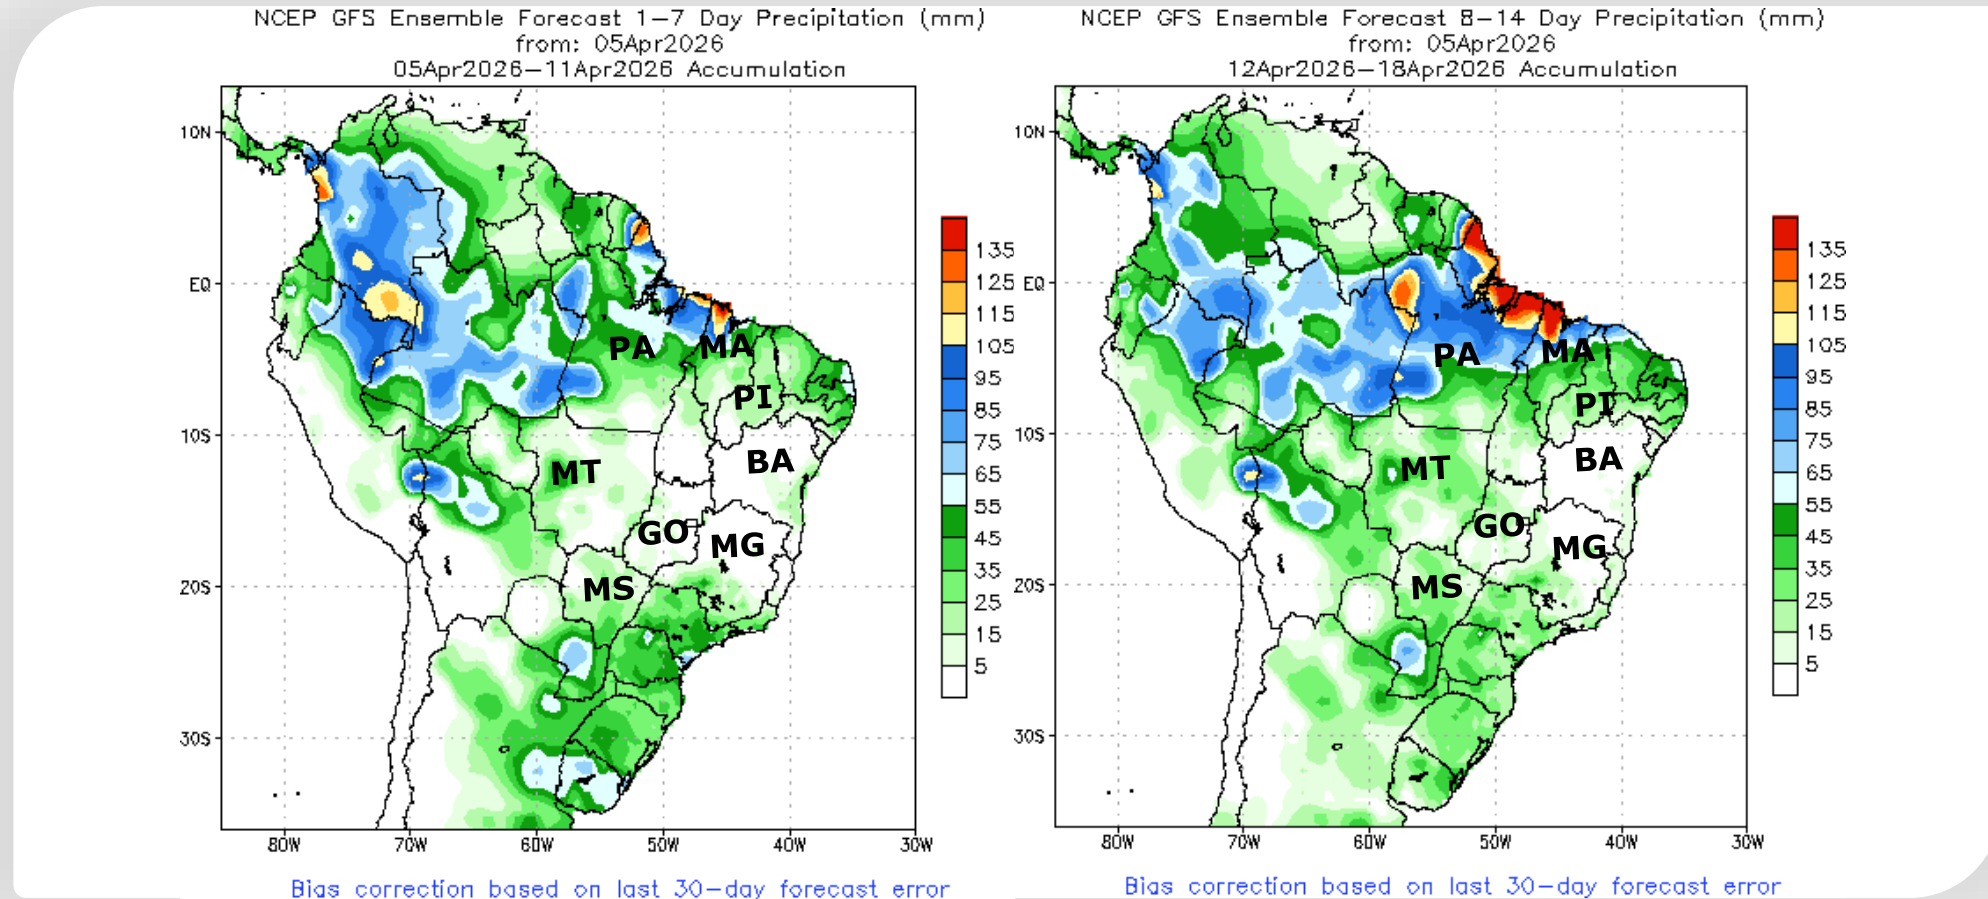 NCEP GFS Ensemble Forecast 1-7 Day Precipitation (mm)
from: 05Apr2026
05Apr2026-11Apr2026 Accumulation
10N
EQ
10S
20S
30S
80W
70W
60W
50W
40W
30W
PA
MA
PI
BA
MT
GO
MG
MS
135
125
115
105
95
85
75
65
55
45
35
25
15
5
Bias correction based on last 30-day forecast error
NCEP GFS Ensemble Forecast 8-14 Day Precipitation (mm)
from: 05Apr2026
12Apr2026-18Apr2026 Accumulation
10N
EQ
10S
20S
30S
80W
70W
60W
50W
40W
30W
PA
MA
PI
BA
MT
GO
MG
MS
135
125
115
105
95
85
75
65
55
45
35
25
15
5
Bias correction based on last 30-day forecast error